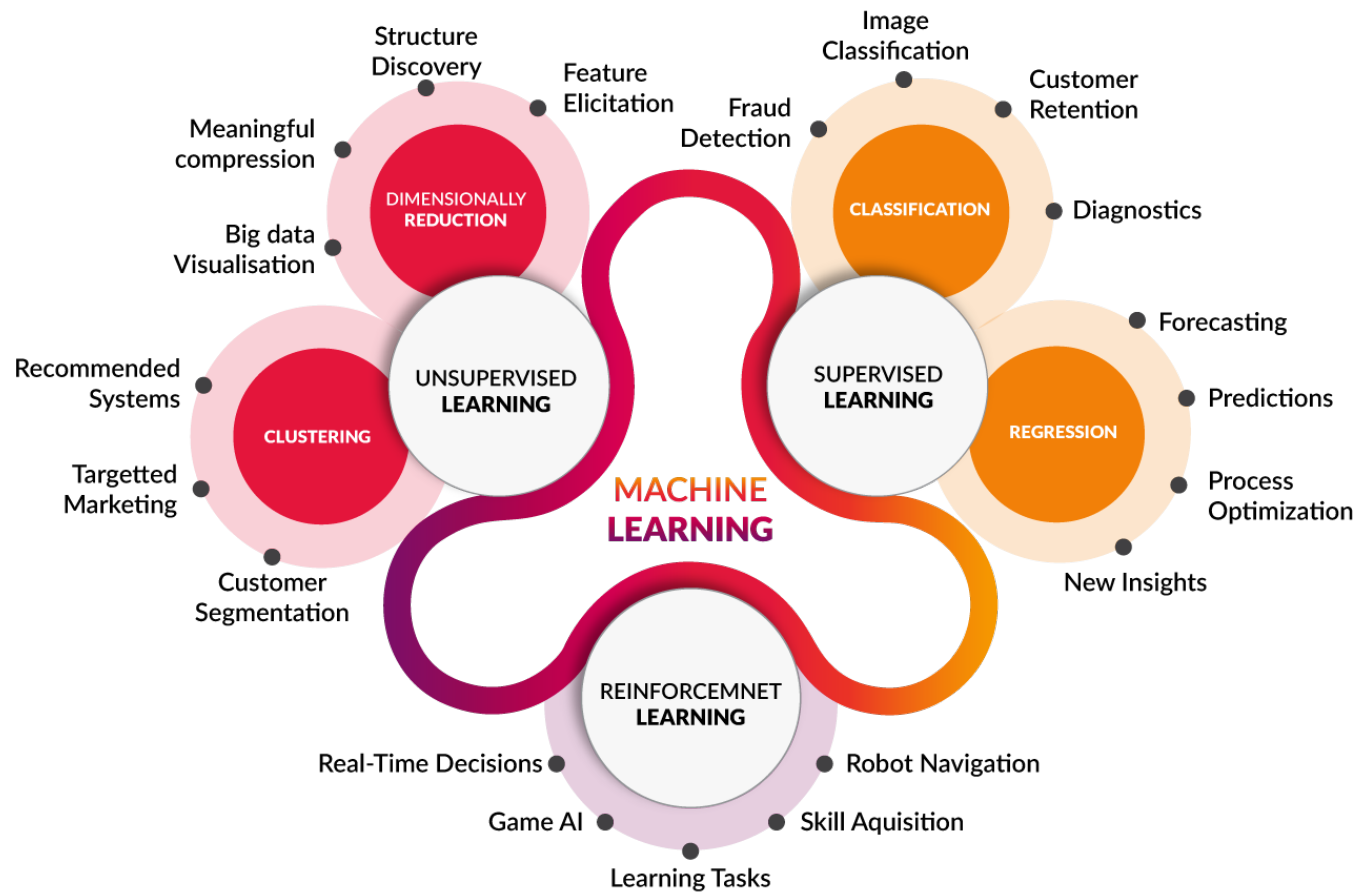 Structure
Discovery
Feature
Elicitation
Meaningful
compression
Big data
Visualisation
DIMENSIONALLY
REDUCTION
Recommended
Systems
Targetted
Marketing
Customer
Segmentation
CLUSTERING
UNSUPERVISED
LEARNING
Image
Classification
Fraud
Detection
Customer
Retention
Diagnostics
CLASSIFICATION
SUPERVISED
LEARNING
Forecasting
Predictions
Process
Optimization
New Insights
REGRESSION
MACHINE
LEARNING
REINFORCEMNET
LEARNING
Real-Time Decisions
Game AI
Learning Tasks
Skill Aquisition
Robot Navigation